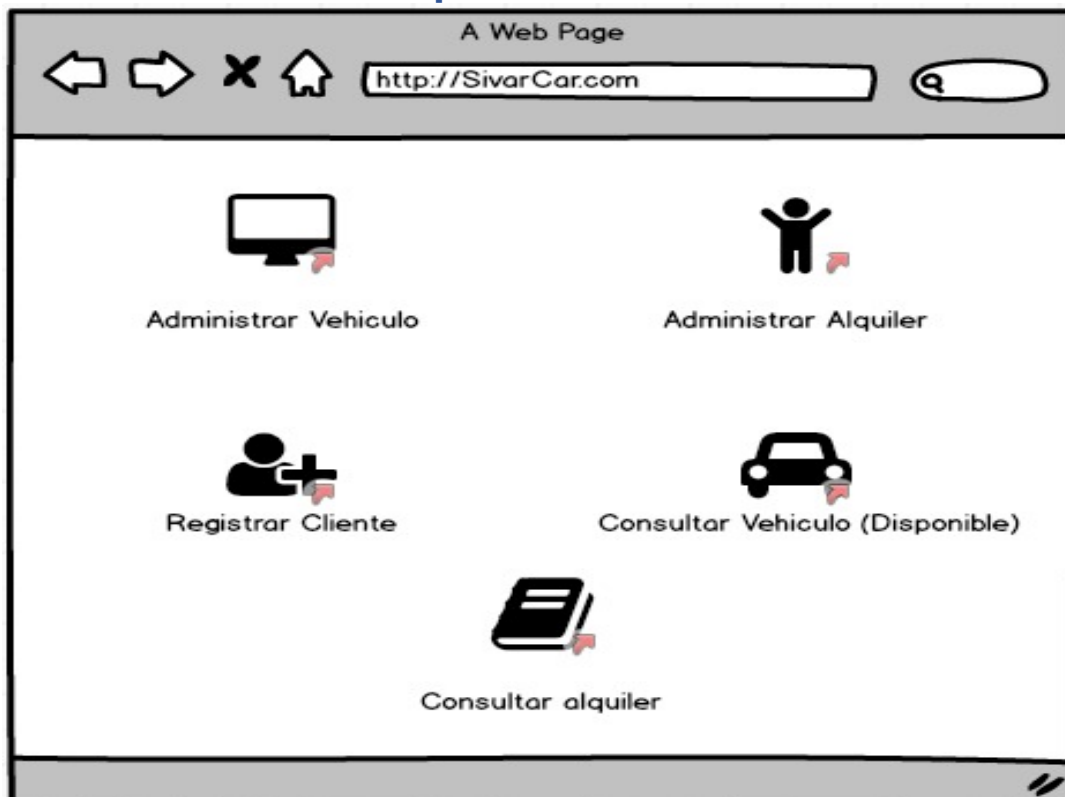 A Web Page
http://SivarCar.com
Administrar Vehiculo
Administrar Alquiler
Registrar Cliente
Consultar Vehiculo (Disponible)
Consultar alquiler